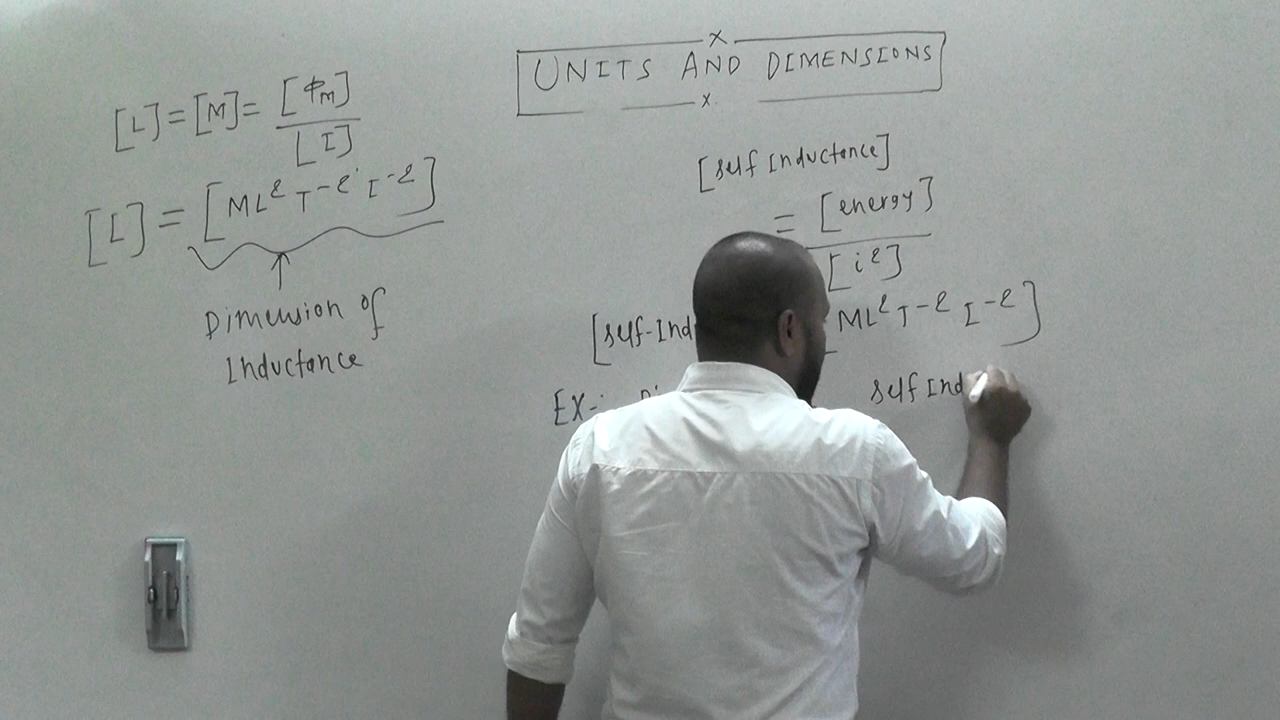 UNITS AND DIMENSIONS
[L] = [M] = [ϕM] / [I]
[L] = [ML² T⁻² I⁻²]
Dimension of
Inductance
[self Inductance]
= [energy]
[i²]
[self-Ind ML² T⁻² I⁻²]
EX-: self Ind